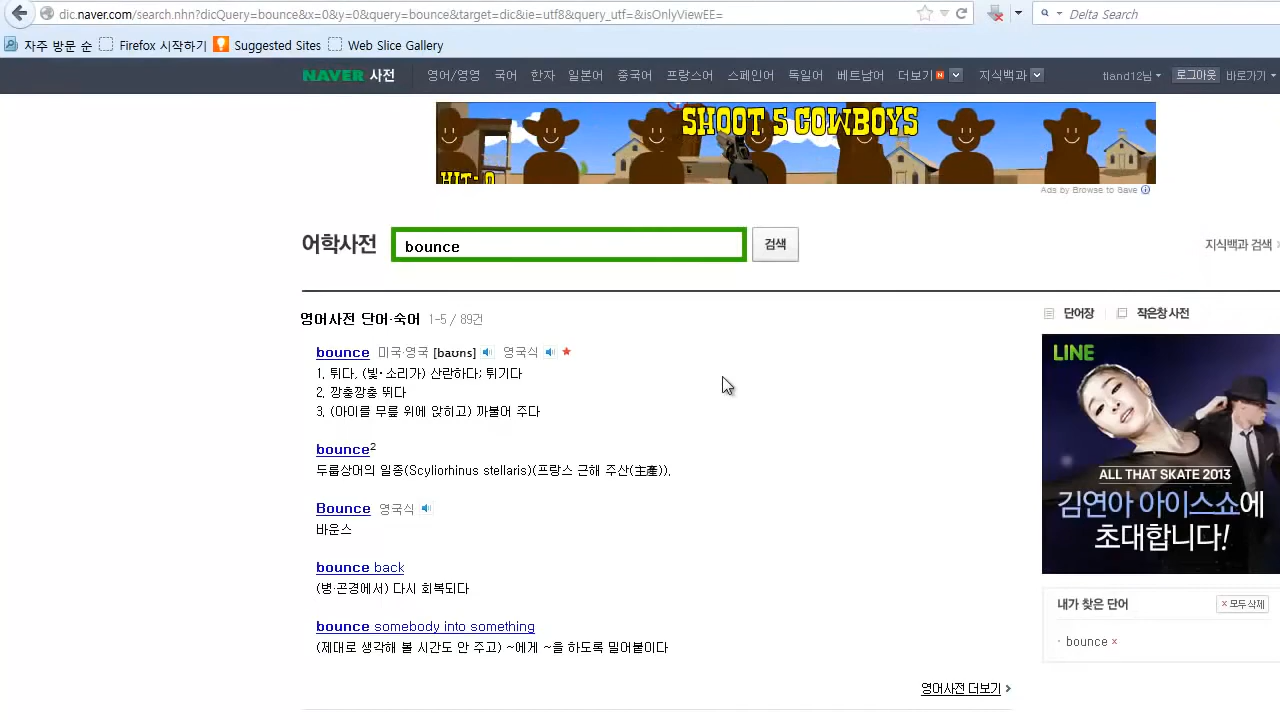 dic.naver.com/search.nhn?dicQuery=bounce&x=0&y=0&query=bounce&target=dic&ie=utf8&query_utf=&isOnlyViewEE=
Delta Search
자주 방문 순 Firefox 시작하기 Suggested Sites Web Slice Gallery
NAVER 사전 영어/영영 국어 한자 일본어 중국어 프랑스어 스페인어 독일어 베트남어 더보기 N 지식백과 tland12님 로그아웃 바로가기
SHOOT 5 COWBOYS
HIT: 0
Ads by Browse to Save
어학사전 bounce 검색 지식백과 검색
영어사전 단어·숙어 1-5 / 89건
단어장 작은창 사전
bounce 미국·영국 [baʊns] 영국식
1. 튀다, (빛·소리가) 산란하다; 튀기다
2. 깡충깡충 뛰다
3. (아이를 무릎 위에 앉히고) 까불어 주다
bounce2
두툽상어의 일종(Scyliorhinus stellaris)(프랑스 근해 주산(主産)).
Bounce 영국식
바운스
bounce back
(병·곤경에서) 다시 회복되다
bounce somebody into something
(제대로 생각해 볼 시간도 안 주고) ~에게 ~을 하도록 밀어붙이다
영어사전 더보기
LINE
ALL THAT SKATE 2013
김연아 아이스쇼에
초대합니다!
내가 찾은 단어 × 모두삭제
· bounce ×